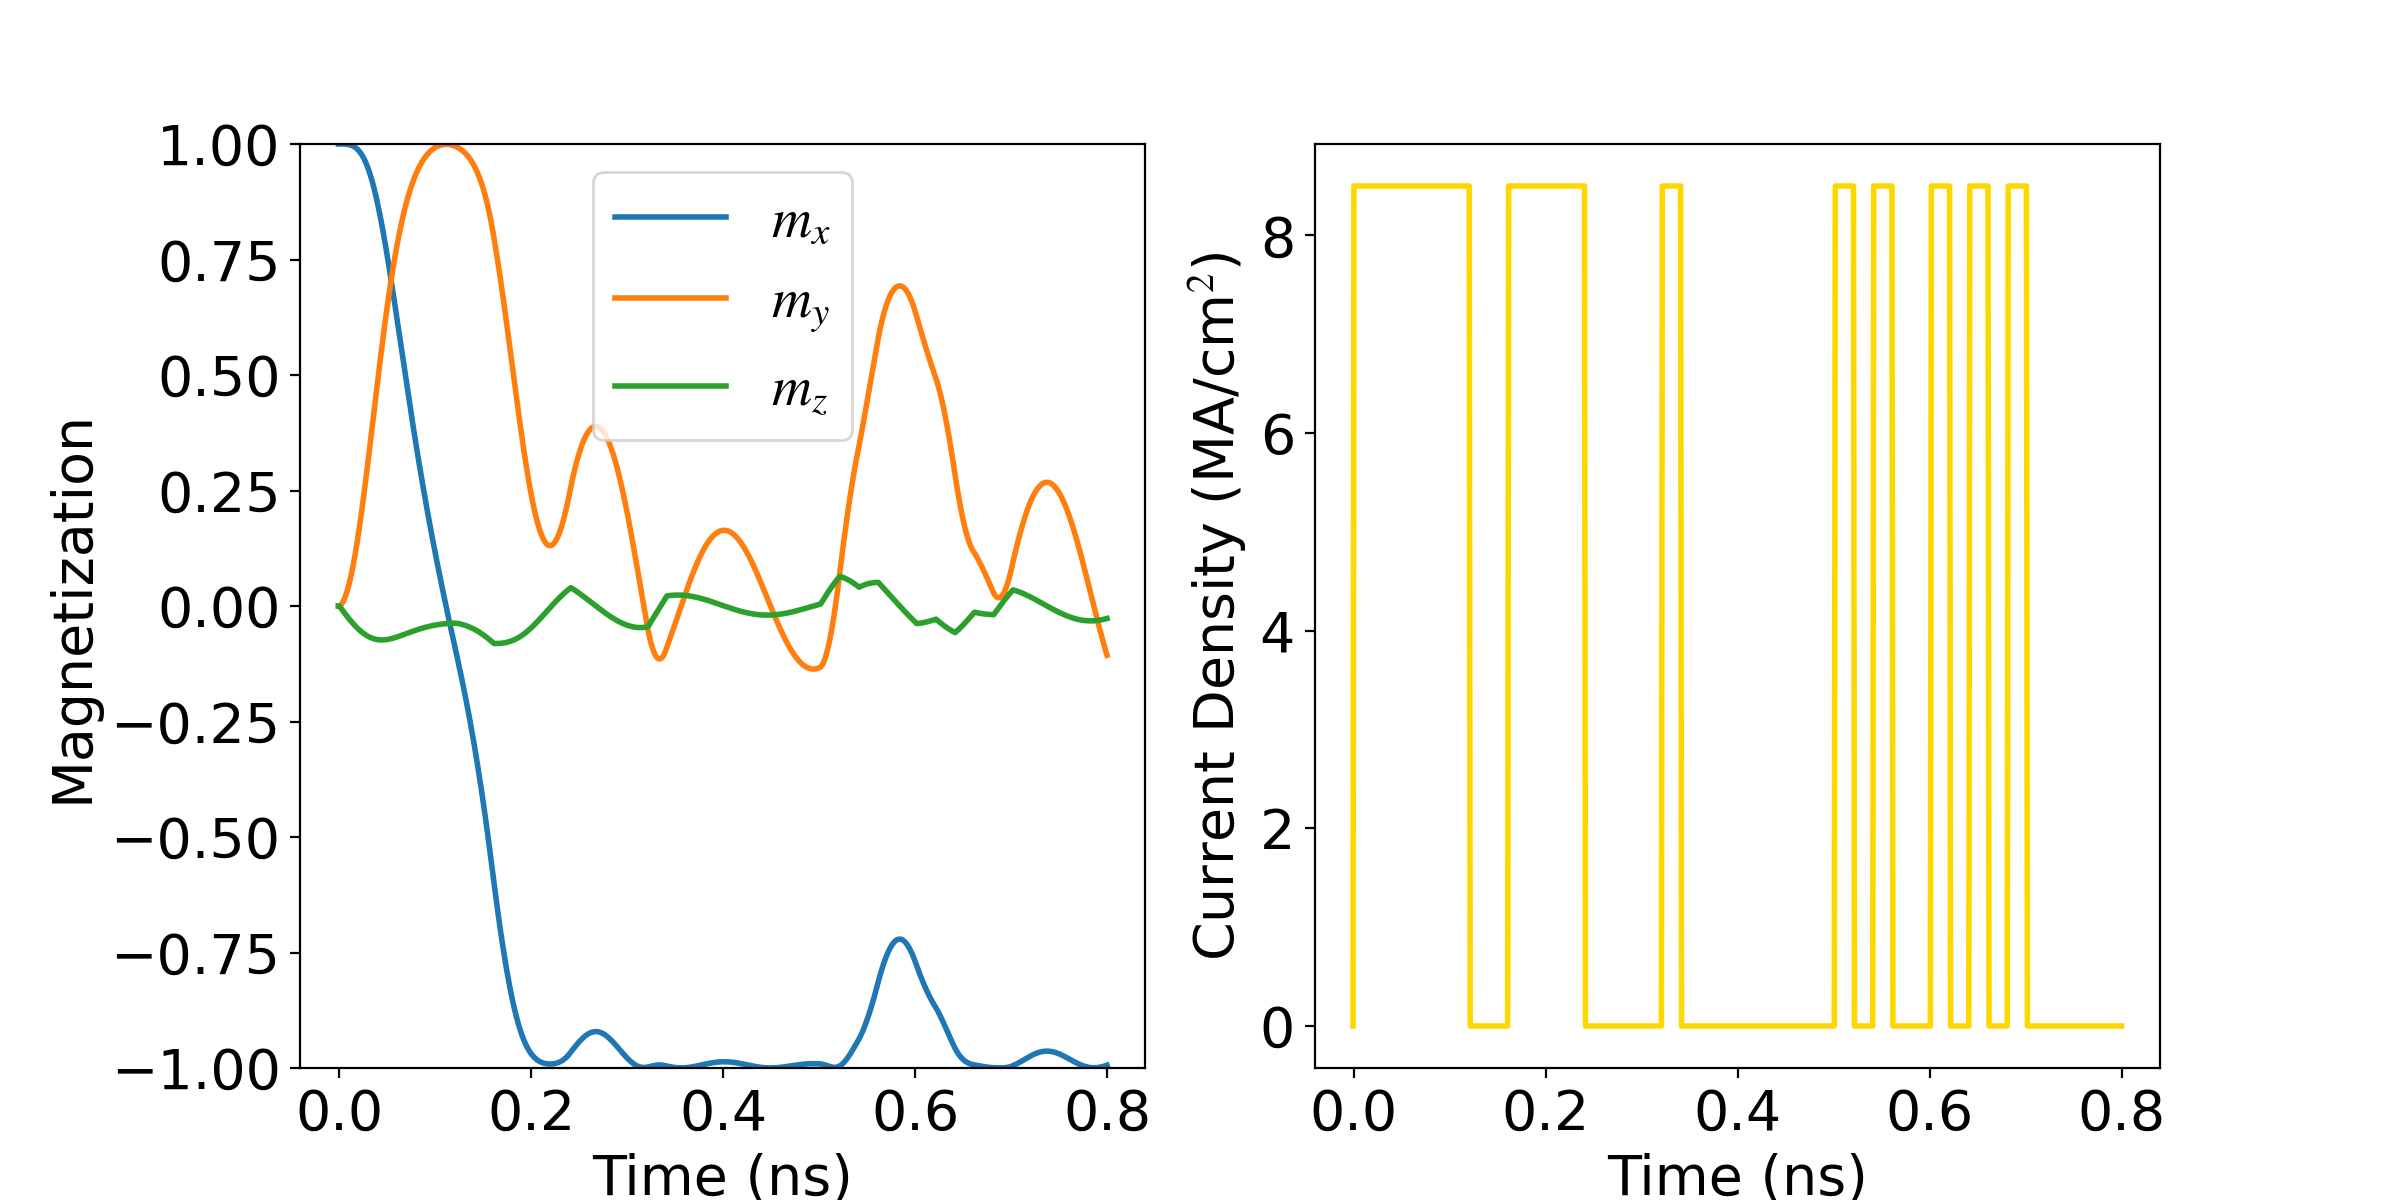 Magnetization
1.00
0.75
0.50
0.25
0.00
−0.25
−0.50
−0.75
−1.00
0.0 0.2 0.4 0.6 0.8
Time (ns)
m_x
m_y
m_z
Current Density (MA/cm²)
8
6
4
2
0
0.0 0.2 0.4 0.6 0.8
Time (ns)